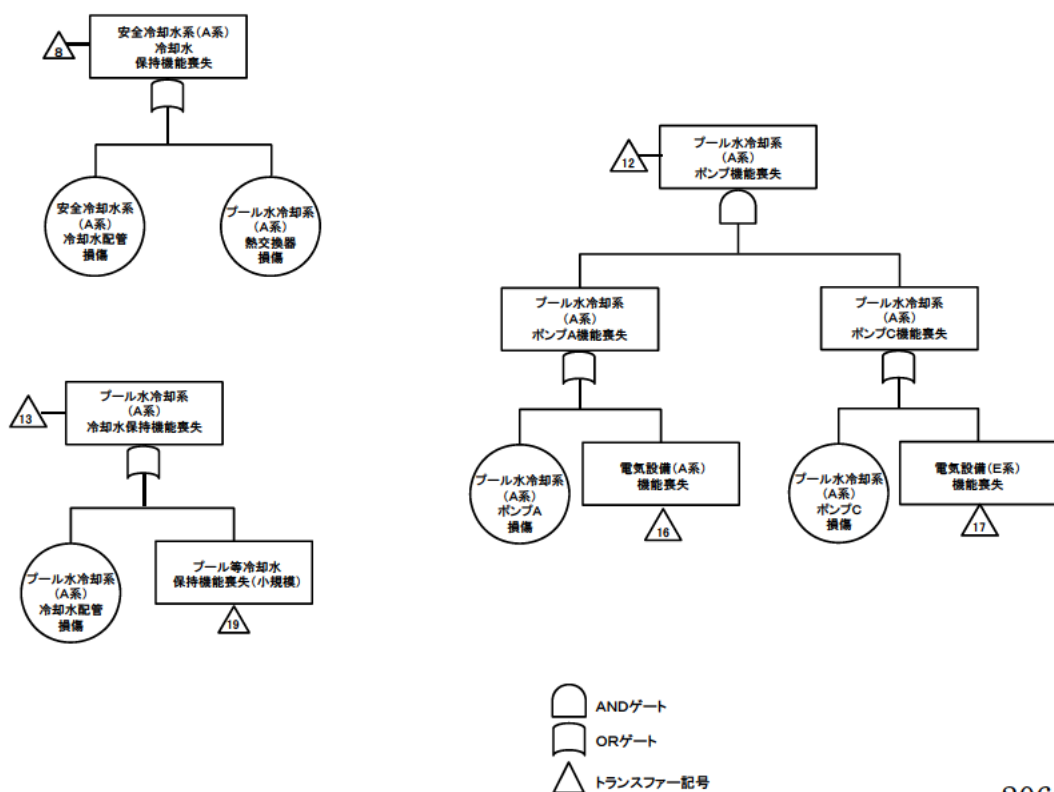 8
安全冷却水系(A系)
冷却水
保持機能喪失
安全冷却水系
(A系)
冷却水配管
損傷
プール水冷却系
(A系)
熱交換器
損傷
12
プール水冷却系
(A系)
ポンプ機能喪失
プール水冷却系
(A系)
ポンプA機能喪失
プール水冷却系
(A系)
ポンプC機能喪失
プール水冷却系
(A系)
ポンプA
損傷
電気設備(A系)
機能喪失
16
プール水冷却系
(A系)
ポンプC
損傷
電気設備(E系)
機能喪失
17
13
プール水冷却系
(A系)
冷却水保持機能喪失
プール水冷却系
(A系)
冷却水配管
損傷
プール等冷却水
保持機能喪失(小規模)
19
ANDゲート
ORゲート
トランスファー記号